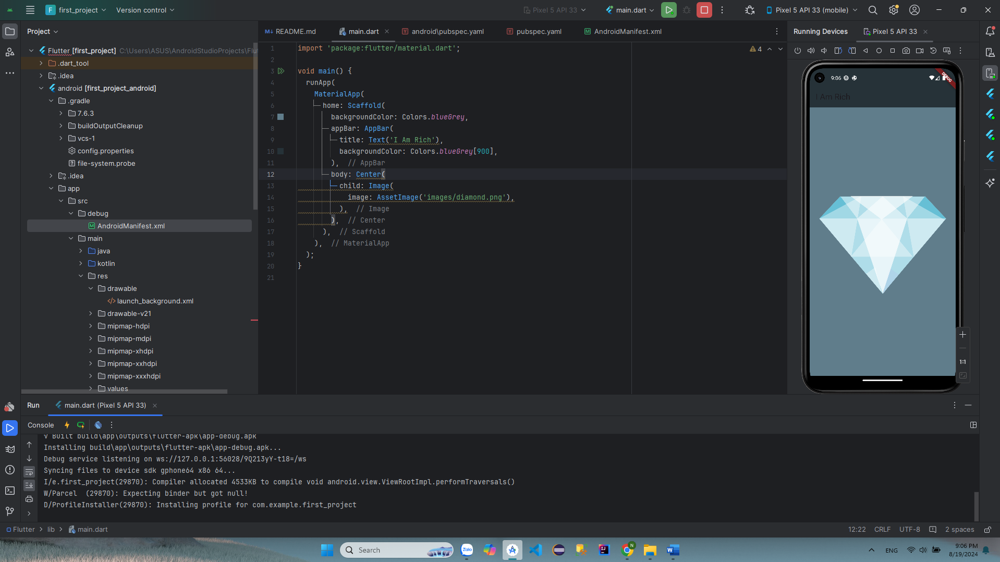 F first_project Version control Pixel 5 API 33 main.dart Pixel 5 API 33 (mobile)
Project
Flutter [first_project] C:\Users\ASUS\AndroidStudioProjects\Flu
.dart_tool
.idea
android [first_project_android]
.gradle
7.6.3
buildOutputCleanup
vcs-1
config.properties
file-system.probe
.idea
app
src
debug
AndroidManifest.xml
main
java
kotlin
res
drawable
launch_background.xml
drawable-v21
mipmap-hdpi
mipmap-mdpi
mipmap-xhdpi
mipmap-xxhdpi
mipmap-xxxhdpi
values
M↓ README.md main.dart Y android\pubspec.yaml Y pubspec.yaml M AndroidManifest.xml
4
1 import 'package:flutter/material.dart';
2
3 void main() {
4 runApp(
5 MaterialApp(
6 home: Scaffold(
7 backgroundColor: Colors.blueGrey,
8 appBar: AppBar(
9 title: Text('I Am Rich'),
10 backgroundColor: Colors.blueGrey[900],
11 ), // AppBar
12 body: Center(
13 child: Image(
14 image: AssetImage('images/diamond.png'),
15 ), // Image
16 ), // Center
17 ), // Scaffold
18 ), // MaterialApp
19 );
20 }
21
Running Devices Pixel 5 API 33
9:06
DEBUG
I Am Rich
1:1
Run main.dart (Pixel 5 API 33)
Console
√ Built build\app\outputs\flutter-apk\app-debug.apk
Installing build\app\outputs\flutter-apk\app-debug.apk...
Debug service listening on ws://127.0.0.1:56028/9Q213yY-t18=/ws
Syncing files to device sdk gphone64 x86 64...
I/e.first_project(29870): Compiler allocated 4533KB to compile void android.view.ViewRootImpl.performTraversals()
W/Parcel  (29870): Expecting binder but got null!
D/ProfileInstaller(29870): Installing profile for com.example.first_project
Flutter > lib > main.dart 12:22 CRLF UTF-8 2 spaces
Search Zalo N ENG 9:06 PM
8/19/2024